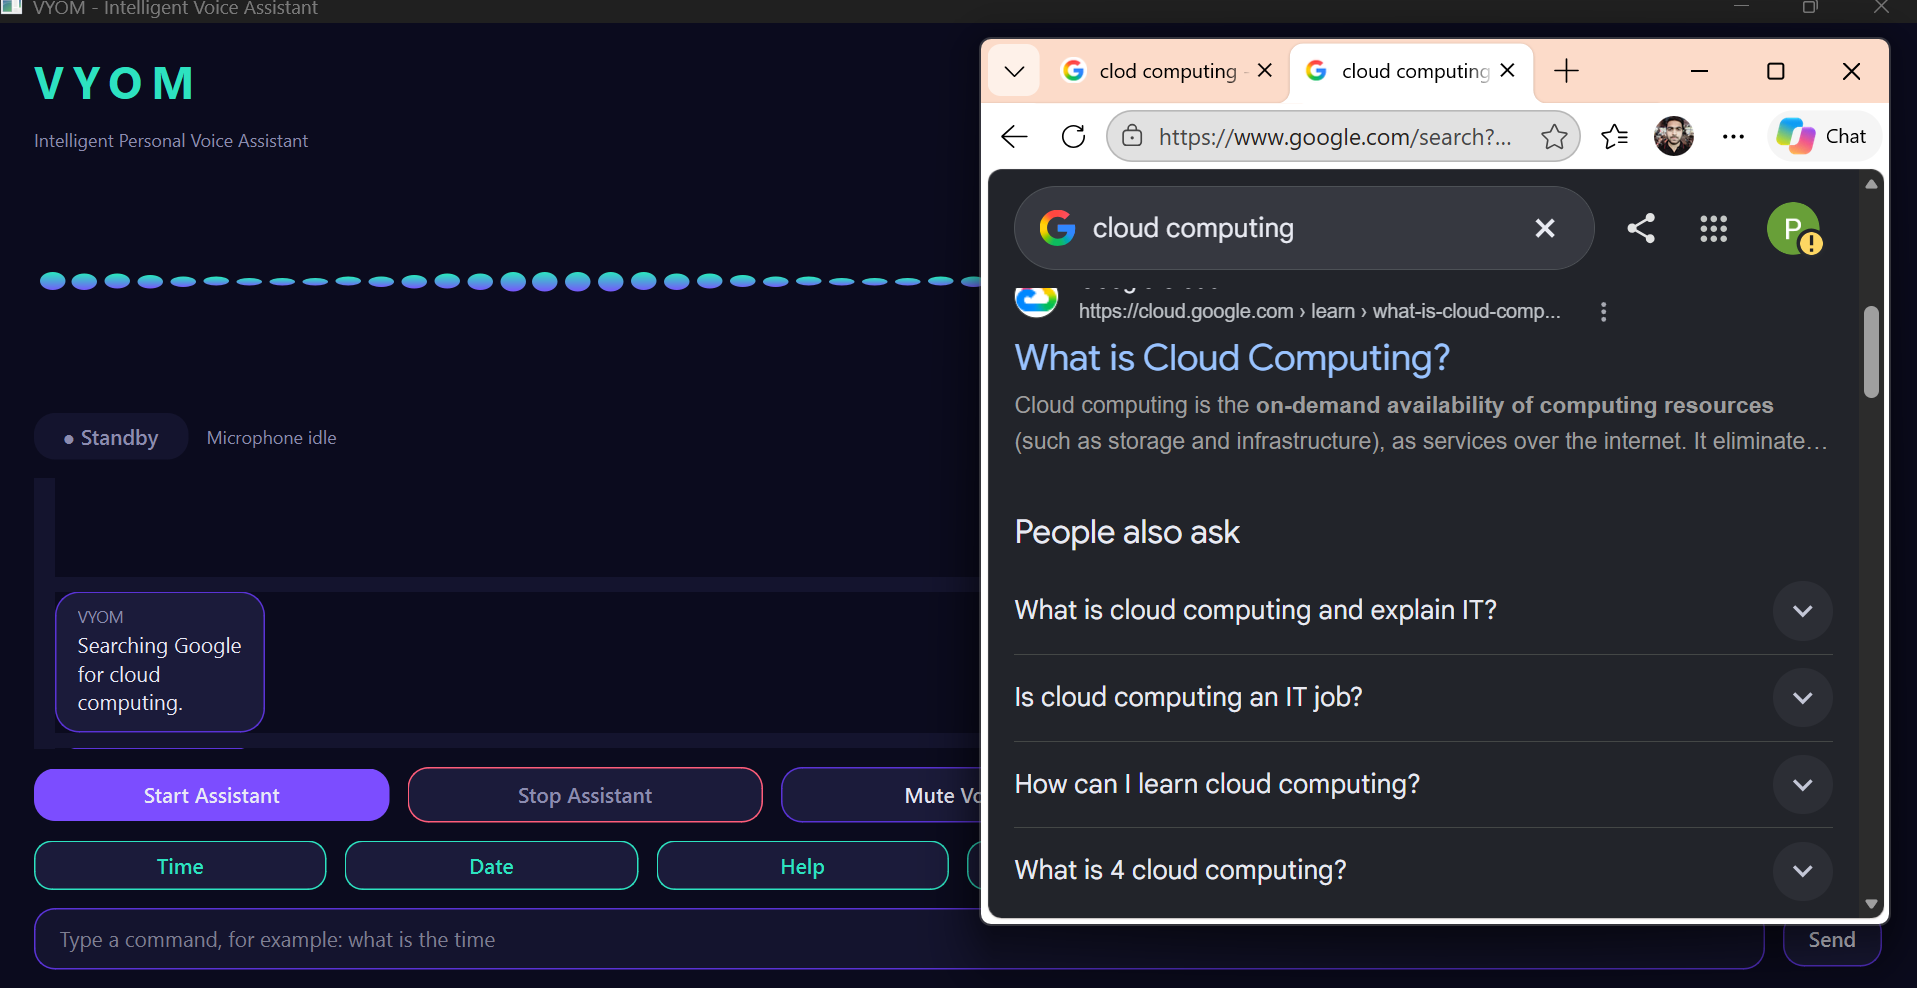 VYOM - Intelligent Voice Assistant
VYOM
Intelligent Personal Voice Assistant
● Standby
Microphone idle
VYOM
Searching Google
for cloud
computing.
Start Assistant
Stop Assistant
Mute
Time
Date
Help
Type a command, for example: what is the time
Send
clod computing -
cloud computing
https://www.google.com/search?...
Chat
cloud computing
P
https://cloud.google.com › learn › what-is-cloud-comp...
What is Cloud Computing?
Cloud computing is the on-demand availability of computing resources
(such as storage and infrastructure), as services over the internet. It eliminate...
People also ask
What is cloud computing and explain IT?
Is cloud computing an IT job?
How can I learn cloud computing?
What is 4 cloud computing?